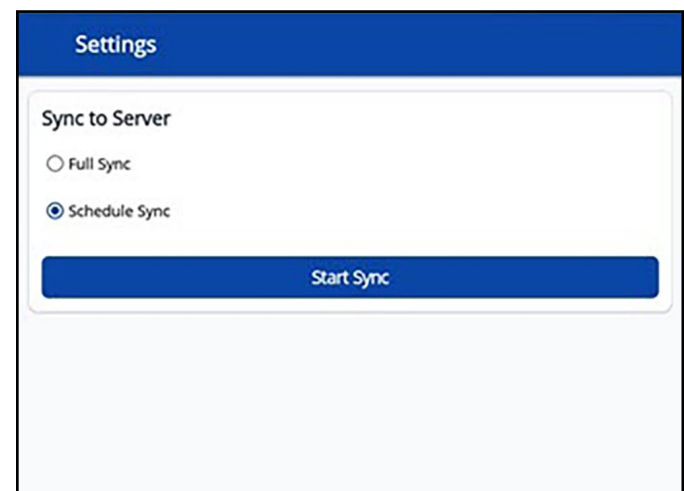 Settings
Sync to Server
Full Sync
Schedule Sync
Start Sync